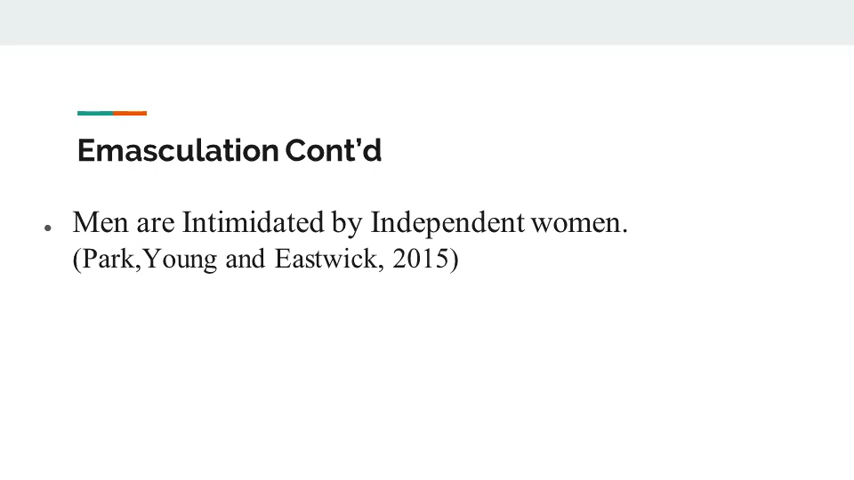 Emasculation Cont’d
Men are Intimidated by Independent women.
(Park,Young and Eastwick, 2015)